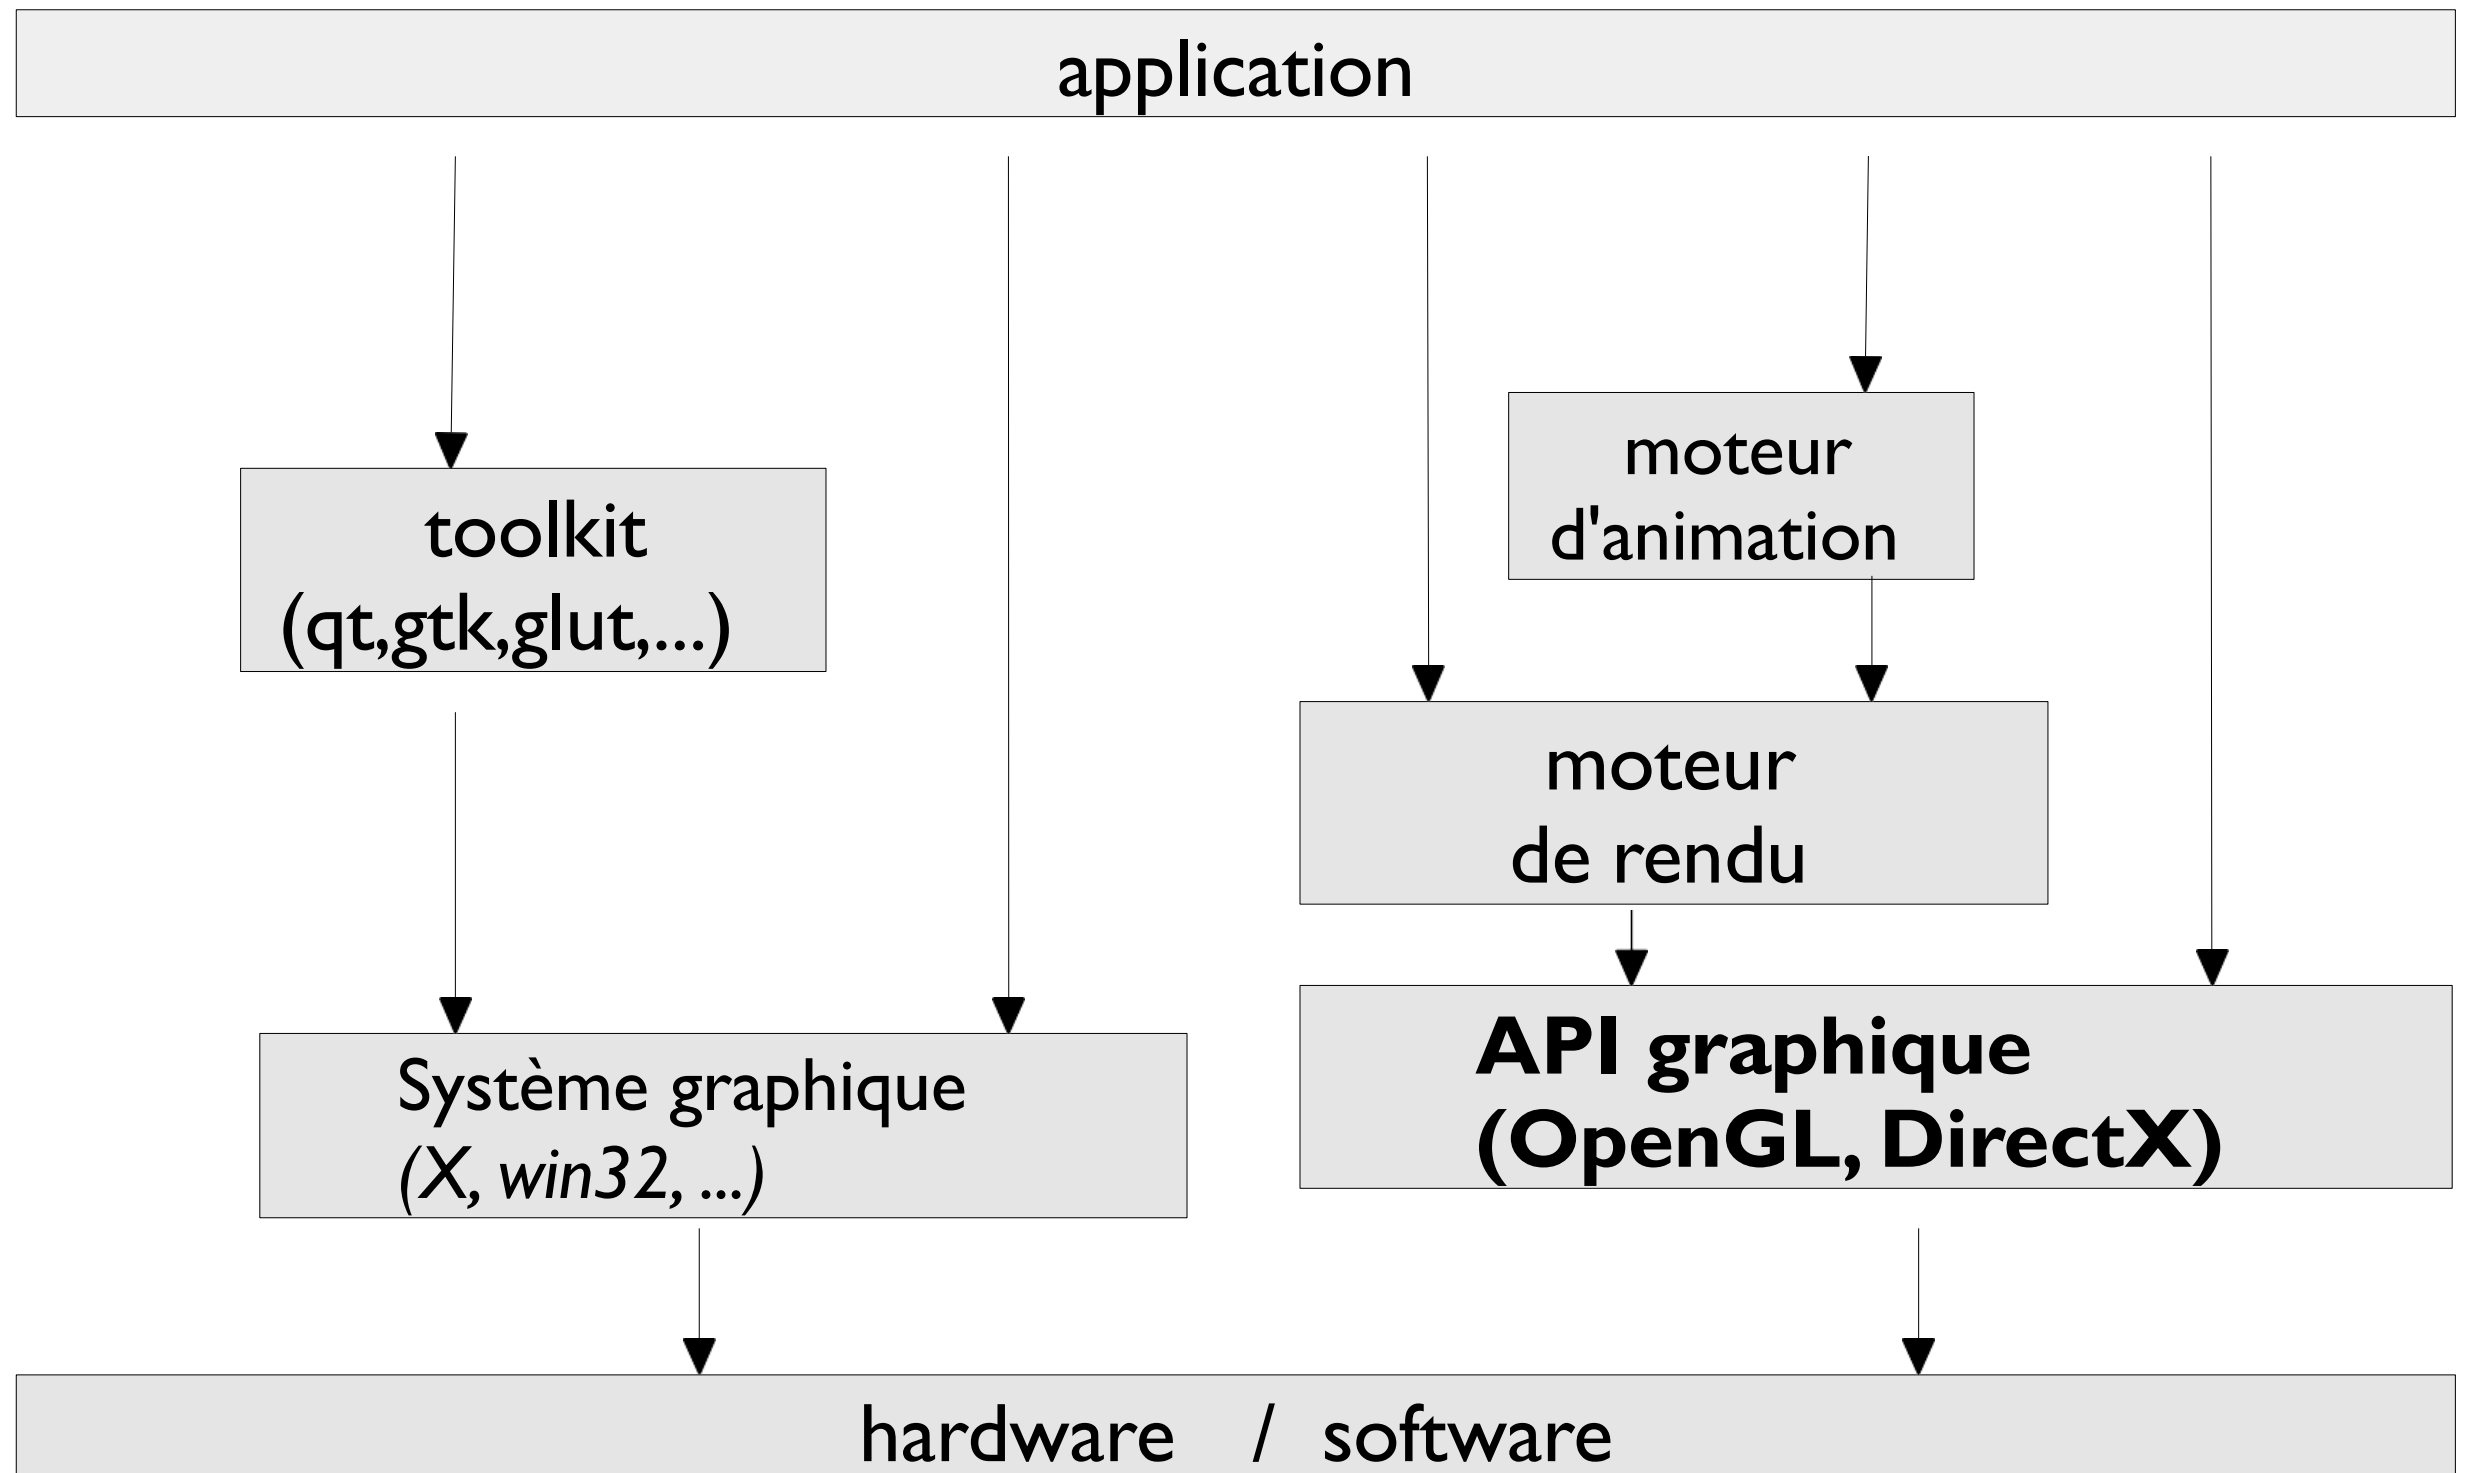 application
toolkit
(qt,gtk,glut,...)
moteur
d'animation
moteur
de rendu
Système graphique
(X, win32, ...)
API graphique
(OpenGL, DirectX)
hardware / software